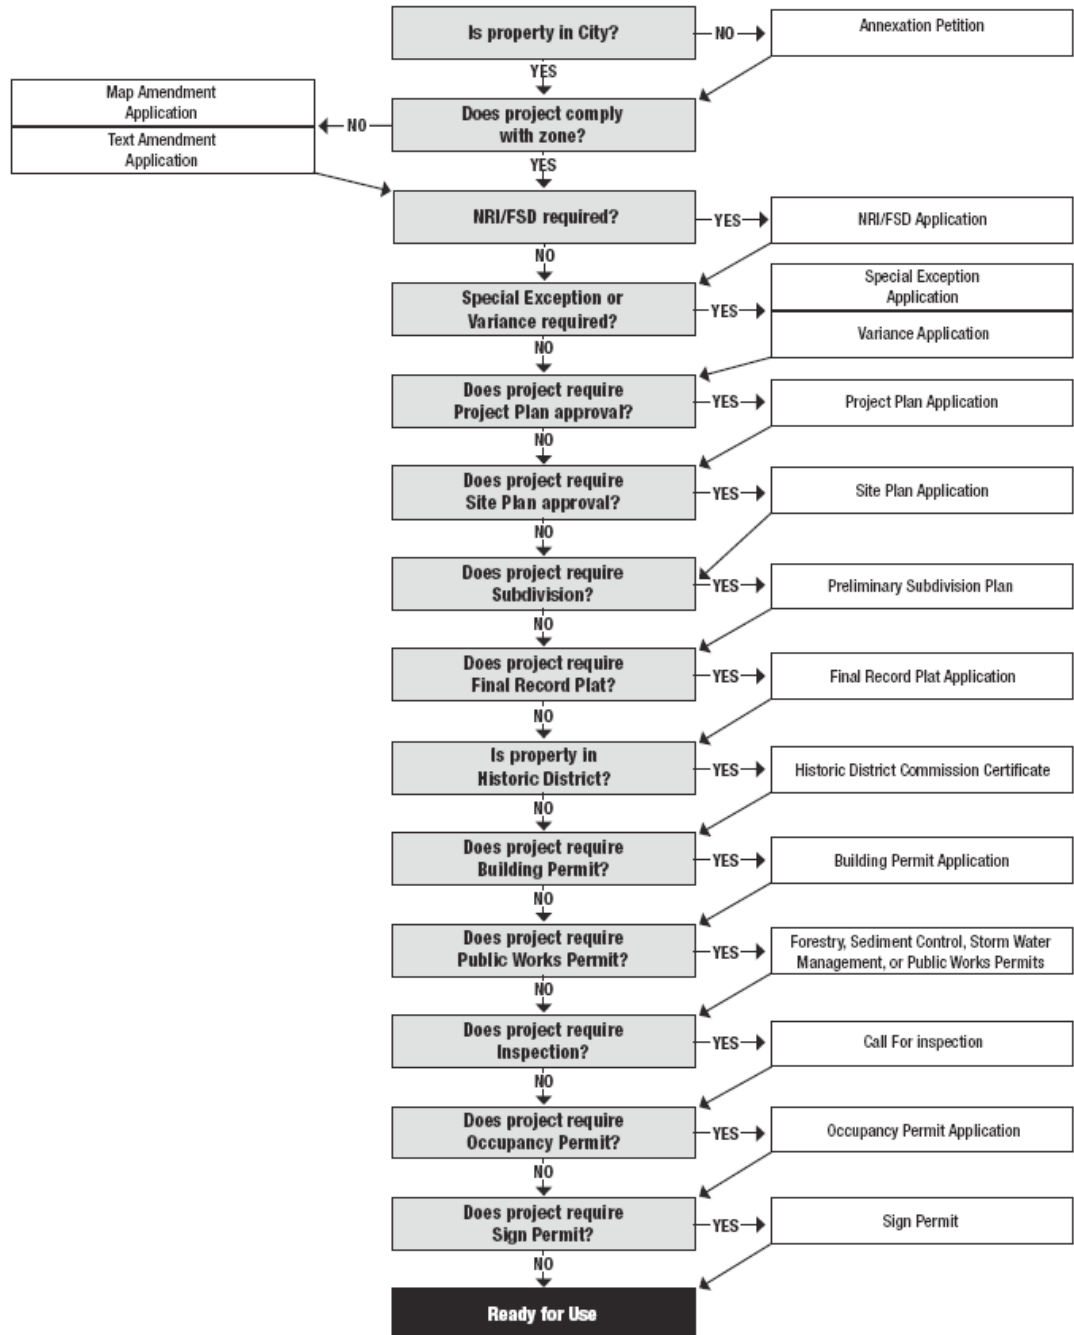 Is property in City?
NO
Annexation Petition
YES
Map Amendment
Application
Text Amendment
Application
NO
Does project comply
with zone?
YES
NRI/FSD required?
YES
NRI/FSD Application
NO
Special Exception or
Variance required?
YES
Special Exception
Application
Variance Application
NO
Does project require
Project Plan approval?
YES
Project Plan Application
NO
Does project require
Site Plan approval?
YES
Site Plan Application
NO
Does project require
Subdivision?
YES
Preliminary Subdivision Plan
NO
Does project require
Final Record Plat?
YES
Final Record Plat Application
NO
Is property in
Historic District?
YES
Historic District Commission Certificate
NO
Does project require
Building Permit?
YES
Building Permit Application
NO
Does project require
Public Works Permit?
YES
Forestry, Sediment Control, Storm Water
Management, or Public Works Permits
NO
Does project require
Inspection?
YES
Call For inspection
NO
Does project require
Occupancy Permit?
YES
Occupancy Permit Application
NO
Does project require
Sign Permit?
YES
Sign Permit
NO
Ready for Use